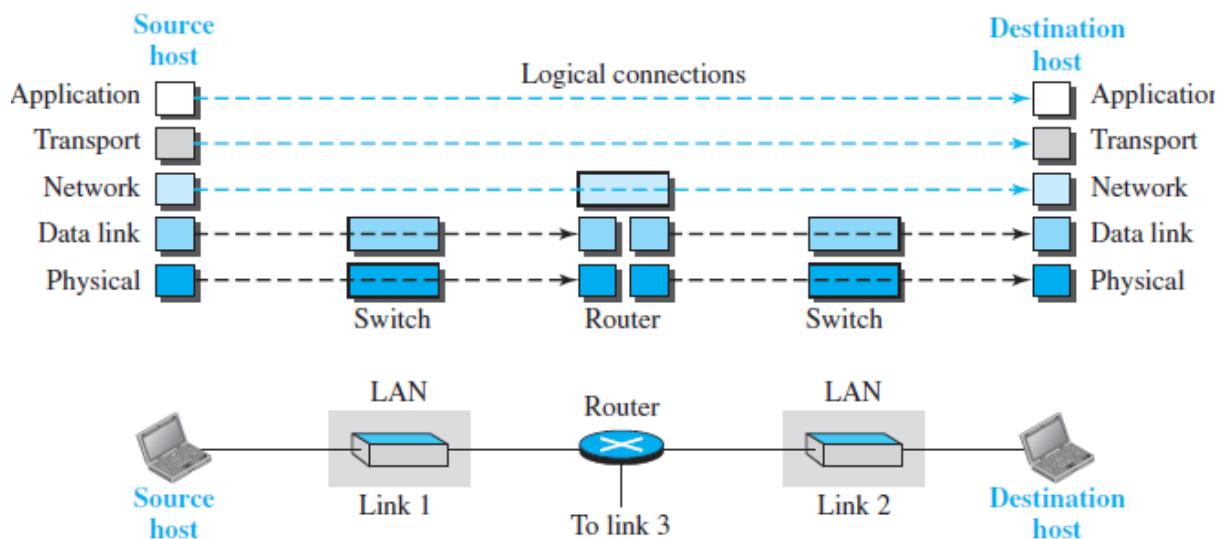 Source
host
Destination
host
Logical connections
Application
Application
Transport
Transport
Network
Network
Data link
Data link
Physical
Physical
Switch
Router
Switch
LAN
Router
LAN
Source
host
Link 1
To link 3
Link 2
Destination
host